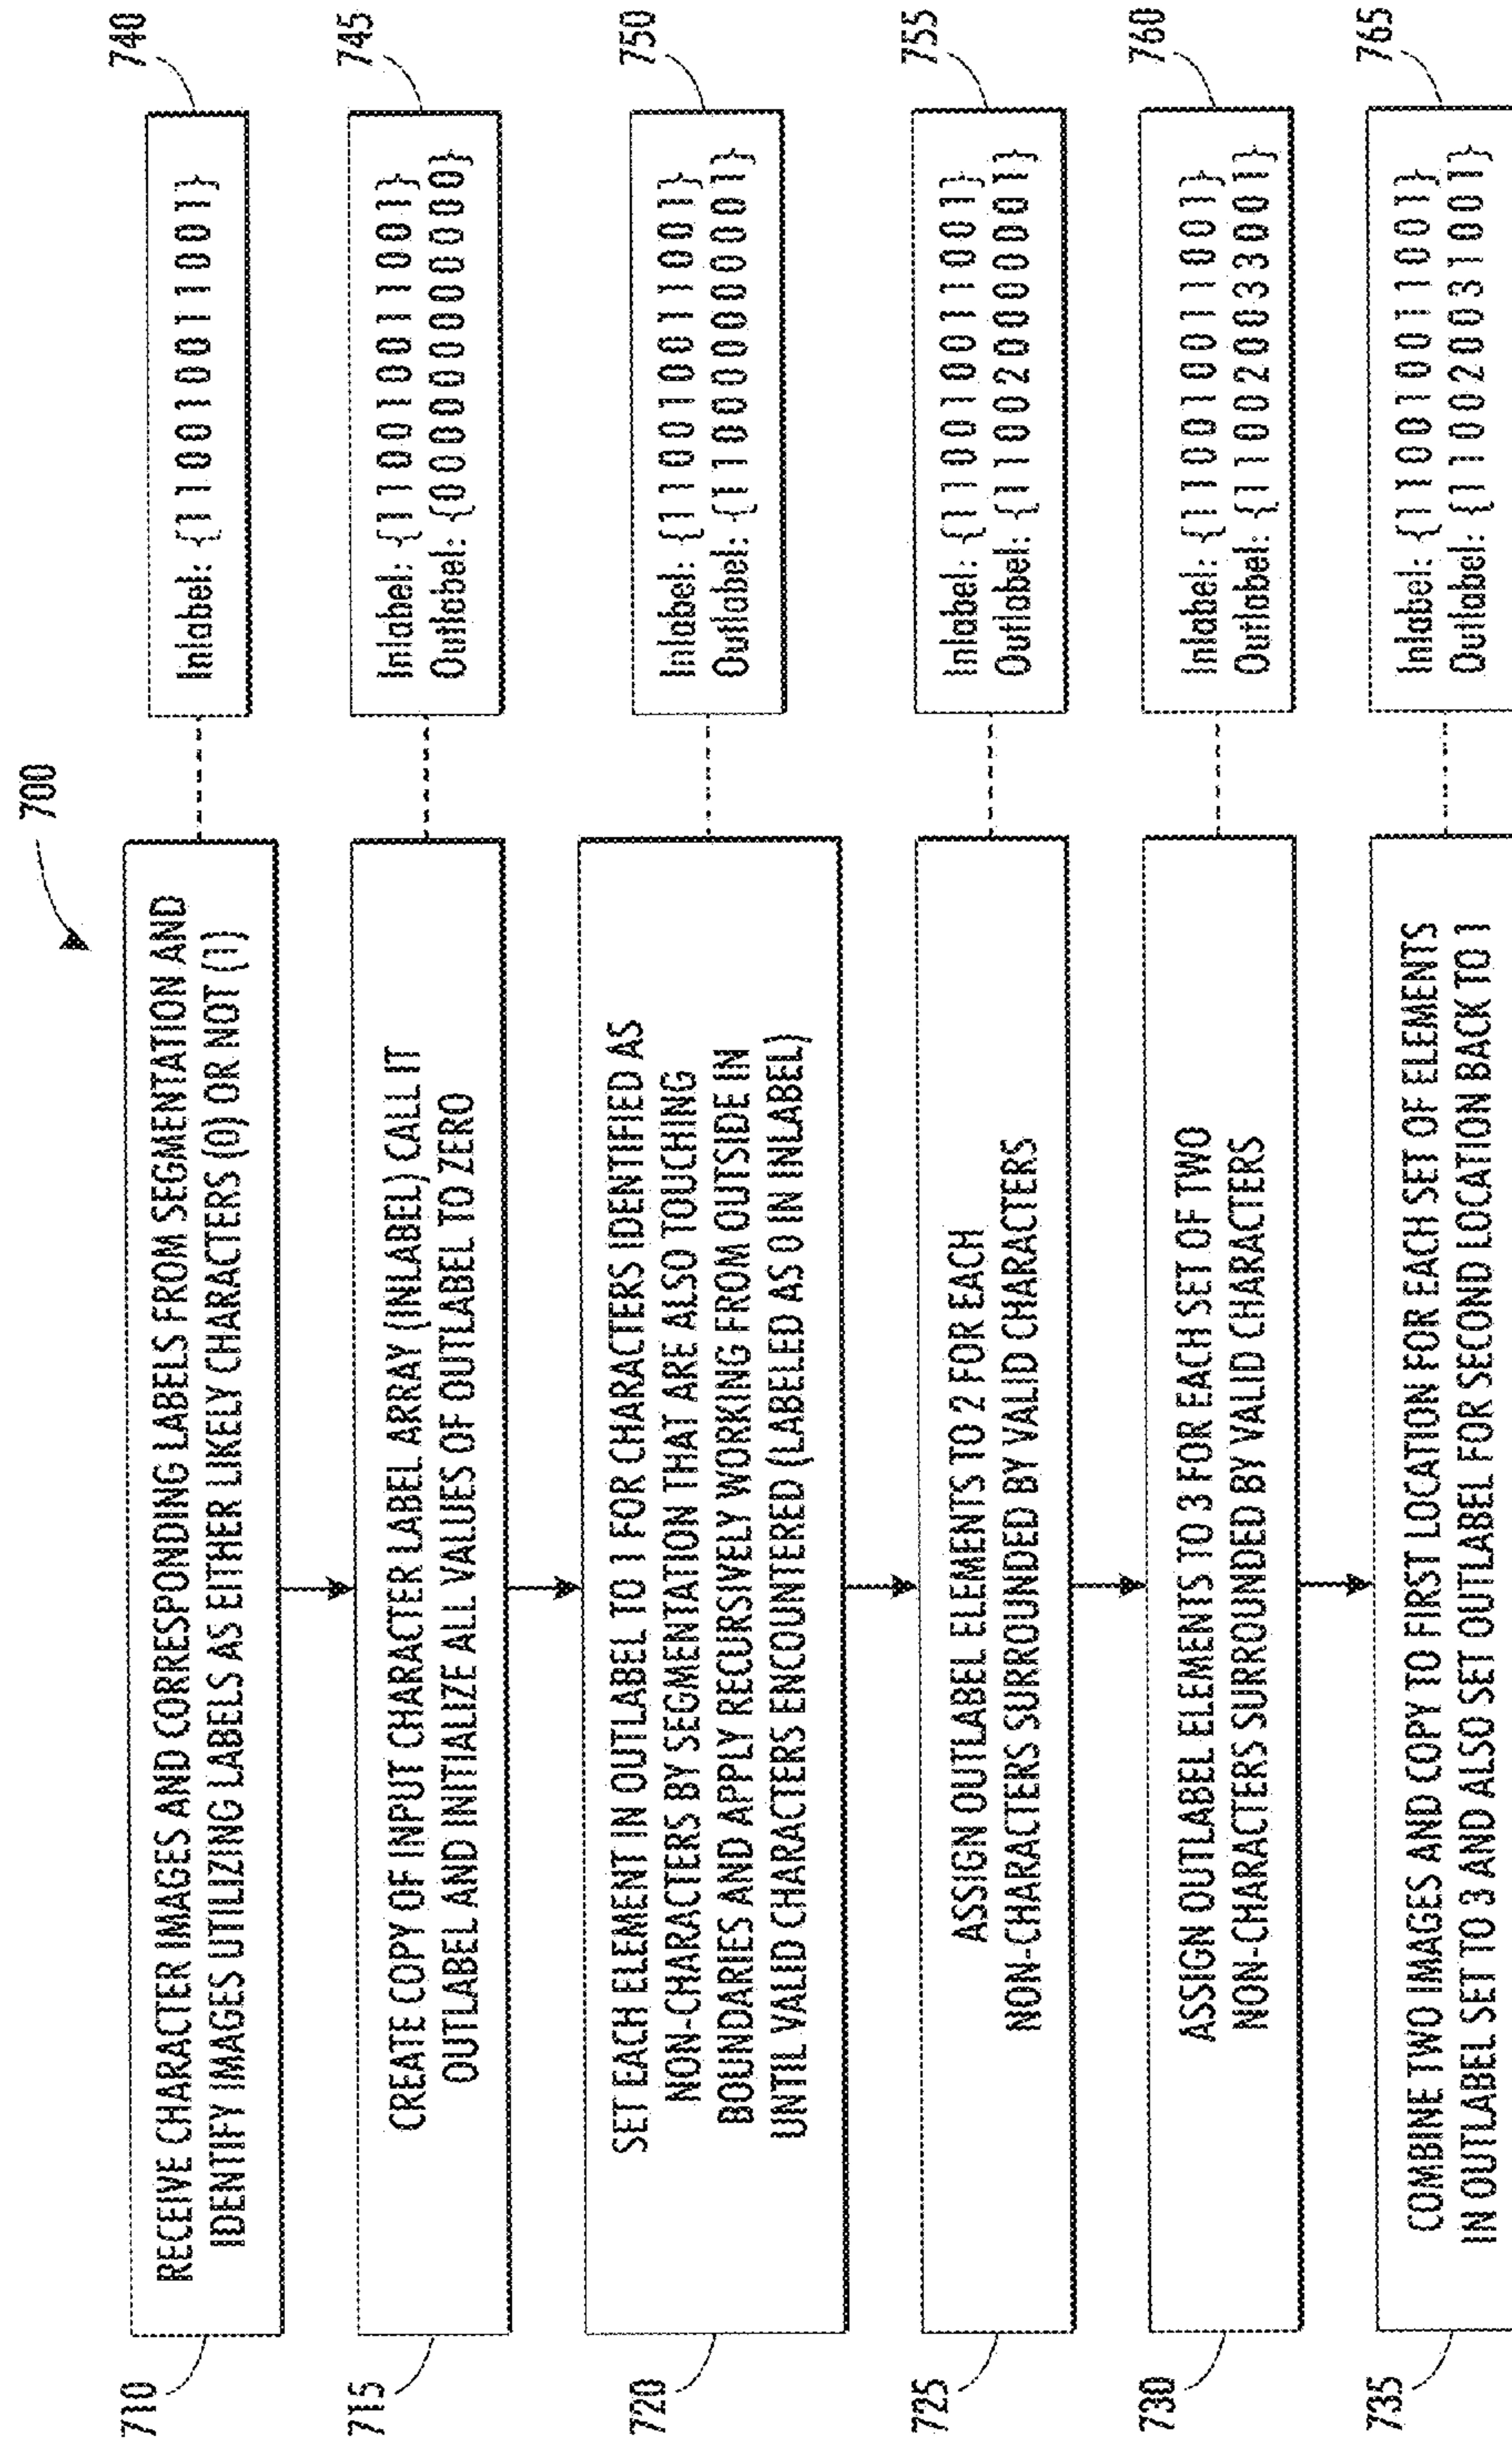 700
710
RECEIVE CHARACTER IMAGES AND CORRESPONDING LABELS FROM SEGMENTATION AND
IDENTIFY IMAGES UTILIZING LABELS AS EITHER LIKELY CHARACTERS (0) OR NOT (1)
740
Inlabel: {1 1 0 0 1 0 0 1 1 0 0 1}
715
CREATE COPY OF INPUT CHARACTER LABEL ARRAY (INLABEL) CALL IT
OUTLABEL AND INITIALIZE ALL VALUES OF OUTLABEL TO ZERO
745
Inlabel: {1 1 0 0 1 0 0 1 1 0 0 1}
Outlabel: {0 0 0 0 0 0 0 0 0 0 0 0}
720
SET EACH ELEMENT IN OUTLABEL TO 1 FOR CHARACTERS IDENTIFIED AS
NON-CHARACTERS BY SEGMENTATION THAT ARE ALSO TOUCHING
BOUNDARIES AND APPLY RECURSIVELY WORKING FROM OUTSIDE IN
UNTIL VALID CHARACTERS ENCOUNTERED (LABELED AS 0 IN INLABEL)
750
Inlabel: {1 1 0 0 1 0 0 1 1 0 0 1}
Outlabel: {1 1 0 0 0 0 0 0 0 0 0 1}
725
ASSIGN OUTLABEL ELEMENTS TO 2 FOR EACH
NON-CHARACTERS SURROUNDED BY VALID CHARACTERS
755
Inlabel: {1 1 0 0 1 0 0 1 1 0 0 1}
Outlabel: {1 1 0 0 2 0 0 0 0 0 0 1}
730
ASSIGN OUTLABEL ELEMENTS TO 3 FOR EACH SET OF TWO
NON-CHARACTERS SURROUNDED BY VALID CHARACTERS
760
Inlabel: {1 1 0 0 1 0 0 1 1 0 0 1}
Outlabel: {1 1 0 0 2 0 0 3 3 0 0 1}
735
COMBINE TWO IMAGES AND COPY TO FIRST LOCATION FOR EACH SET OF ELEMENTS
IN OUTLABEL SET TO 3 AND ALSO SET OUTLABEL FOR SECOND LOCATION BACK TO 1
765
Inlabel: {1 1 0 0 1 0 0 1 1 0 0 1}
Outlabel: {1 1 0 0 2 0 0 3 1 0 0 1}